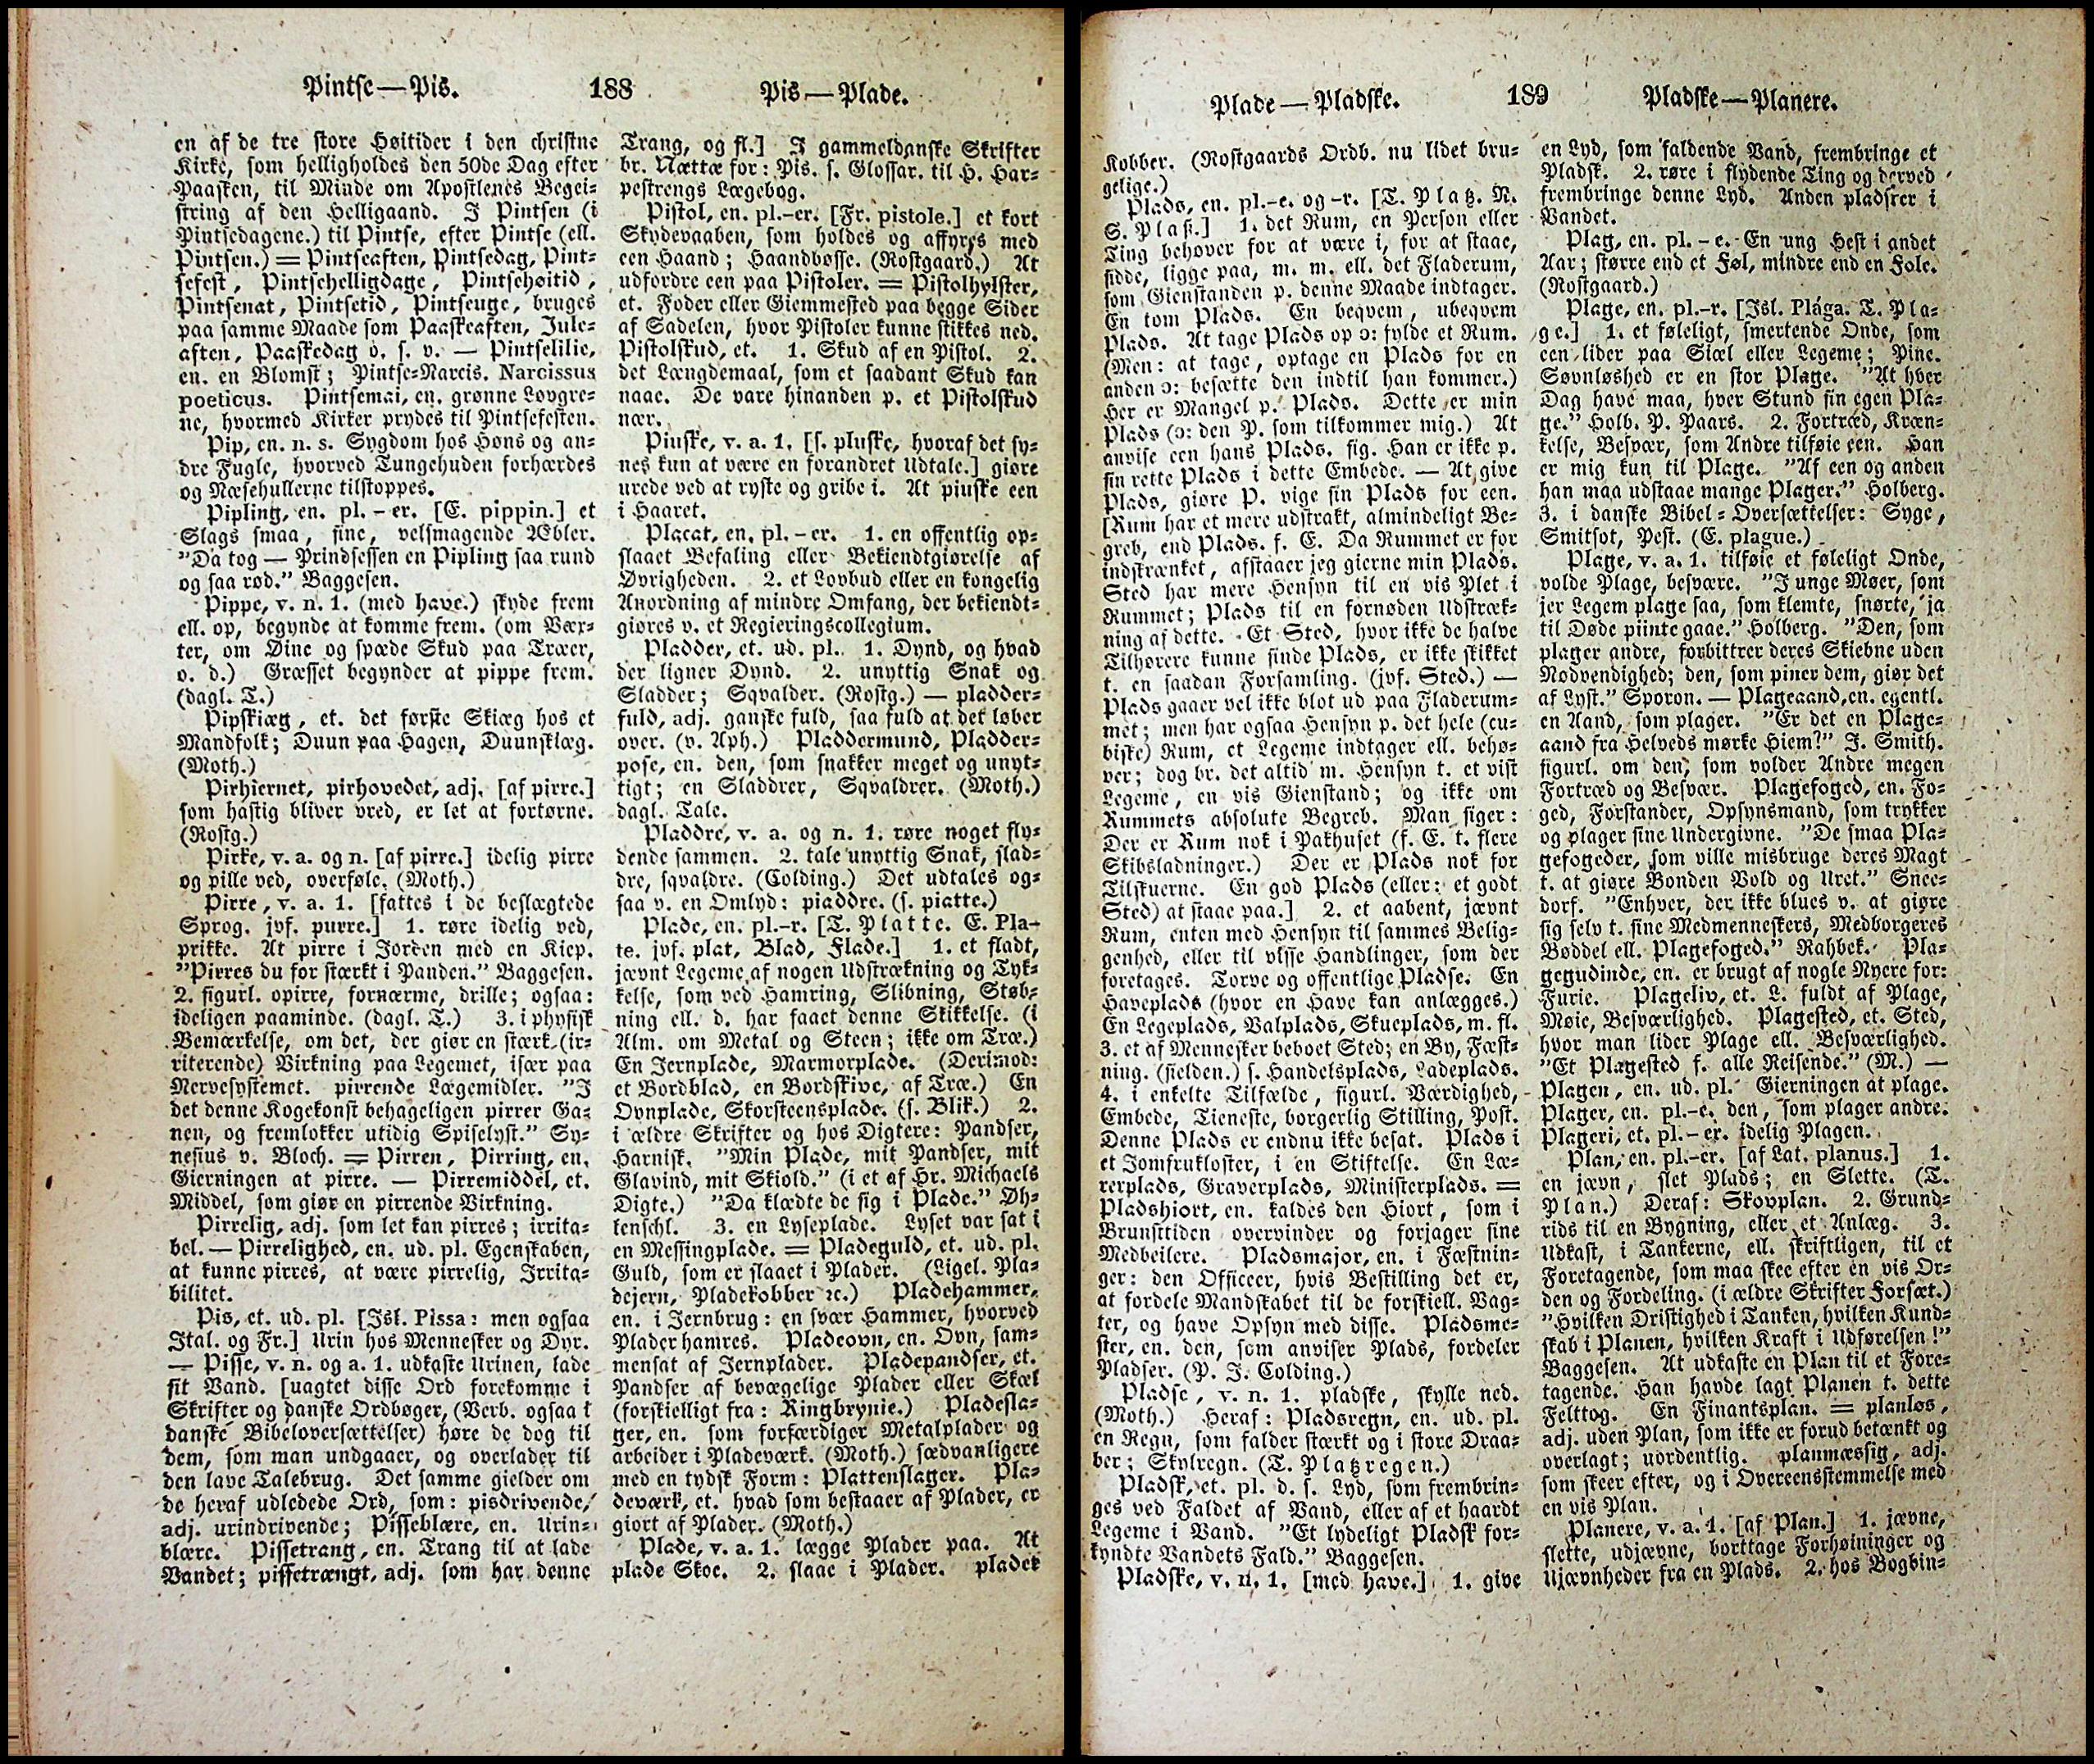 Pintse — Pis. 188 Pis — Plade.
en af de tre store Høitider i den christne
Kirke, som helligholdes den 50de Dag efter
Paasken, til Minde om Apostlenes Begei-
string af den Helligaand. I Pintsen (i
Pintsedagene.) til Pintse, efter Pintse (ell.
Pintsen.) = Pintseaften, Pintsedag, Pint-
sefest, Pintsehelligdage, Pintsehøitid,
Pintsenat, Pintsetid, Pintseuge, bruges
paa samme Maade som Paaskeaften, Jule-
aften, Paaskedag o. s. v. — Pintselilie,
en. en Blomst; Pintse-Narcis. Narcissus
poeticus. Pintsemai, en. grønne Løvgre-
ne, hvormed Kirker prydes til Pintsefesten.
Pip, en. n. s. Sygdom hos Høns og an-
dre Fugle, hvorved Tungehuden forhærdes
og Næsehullerne tilstoppes.
Pipling, en. pl. -er. [E. pippin.] et
Slags smaa, fine, velsmagende Æbler.
"Da tog — Prindsessen en Pipling saa rund
og saa rød." Baggesen.
Pippe, v. n. 1. (med have.) skyde frem
ell. op, begynde at komme frem. (om Væx-
ter, om Øine og spæde Skud paa Træer,
o. d.) Græsset begynder at pippe frem.
(dagl. T.)
Pipskiæg, et. det første Skiæg hos et
Mandfolk; Duun paa Hagen, Duunskiæg.
(Moth.)
Pirhiernet, pirhovedet, adj. [af pirre.]
som hastig bliver vred, er let at fortørne.
(Rostg.)
Pirke, v. a. og n. [af pirre.] idelig pirre
og pille ved, overføle. (Moth.)
Pirre, v. a. 1. [fattes i de beslægtede
Sprog. jvf. purre.] 1. røre idelig ved,
prikke. At pirre i Jorden med en Kiep.
"Pirres du for stærkt i Panden." Baggesen.
2. figurl. opirre, fornærme, drille; ogsaa:
ideligen paaminde. (dagl. T.) 3. i physisk
Bemærkelse, om det, der giør en stærk (ir-
riterende) Virkning paa Legemet, især paa
Nervesystemet. pirrende Lægemidler. "I
det denne Kogekonst behageligen pirrer Ga-
nen, og fremlokker utidig Spiselyst." Sy-
nesius v. Bloch. = Pirren, Pirring, en.
Gierningen at pirre. — Pirremiddel, et.
Middel, som giør en pirrende Virkning.
Pirrelig, adj. som let kan pirres; irrita-
bel. — Pirrelighed, en. ud. pl. Egenskaben,
at kunne pirres, at være pirrelig, Irrita-
bilitet.
Pis, et. ud. pl. [Isl. Pissa: men ogsaa
Ital. og Fr.] Urin hos Mennesker og Dyr.
— Pisse, v. n. og a. 1. udkaste Urinen, lade
sit Vand. [uagtet disse Ord forekomme i
Skrifter og danske Ordbøger, (Verb. ogsaa i
danske Bibeloversættelser) høre de dog til
dem, som man undgaaer, og overlader til
den lave Talebrug. Det samme gielder om
de heraf udledede Ord, som: pisdrivende,
adj. urindrivende; Pisseblære, en. Urin-
blære. Pissetrang, en. Trang til at lade
Vandet; pissetrængt, adj. som har denne
Trang, og fl.] I gammeldanske Skrifter
br. Nættæ for: Pis. s. Glossar. til H. Har-
pestrengs Lægebog.
Pistol, en. pl.-er. [Fr. pistole.] et kort
Skydevaaben, som holdes og affyres med
een Haand; Haandbøsse. (Rostgaard.) At
udfordre een paa Pistoler. = Pistolhylster,
et. Foder eller Giemmested paa begge Sider
af Sadelen, hvor Pistoler kunne stikkes ned.
Pistolskud, et. 1. Skud af en Pistol. 2.
det Længdemaal, som et saadant Skud kan
naae. De vare hinanden p. et Pistolskud
nær.
Piuske, v. a. 1. [s. pluske, hvoraf det sy-
nes kun at være en forandret Udtale.] giøre
urede ved at ryste og gribe i. At piuske een
i Haaret.
Placat, en. pl. -er. 1. en offentlig op-
slaaet Befaling eller Bekiendtgiørelse af
Øvrigheden. 2. et Lovbud eller en kongelig
Anordning af mindre Omfang, der bekiendt-
giøres v. et Regieringscollegium.
Pladder, et. ud. pl. 1. Dynd, og hvad
der ligner Dynd. 2. unyttig Snak og
Sladder; Sqvalder. (Rostg.) — pladder-
fuld, adj. ganske fuld, saa fuld at det løber
over. (v. Aph.) Pladdermund, Pladder-
pose, en. den, som snakker meget og unyt-
tigt; en Sladdrer, Sqvaldrer. (Moth.)
dagl. Tale.
Pladdre, v. a. og n. 1. røre noget fly-
dende sammen. 2. tale unyttig Snak, slad-
dre, sqvaldre. (Colding.) Det udtales og-
saa v. en Omlyd: piaddre. (s. piatte.)
Plade, en. pl.-r. [T. Platte. E. Pla-
te. jvf. plat, Blad, Flade.] 1. et fladt,
jævnt Legeme af nogen Udstrækning og Tyk-
kelse, som ved Hamring, Slibning, Støb-
ning ell. d. har faaet denne Skikkelse. (i
Alm. om Metal og Steen; ikke om Træ.)
En Jernplade, Marmorplade. (Derimod:
et Bordblad, en Bordskive, af Træ.) En
Ovnplade, Skorsteensplade. (s. Blik.) 2.
i ældre Skrifter og hos Digtere: Pandser,
Harnisk. "Min Plade, mit Pandser, mit
Glavind, mit Skiold." (i et af Hr. Michaels
Digte.) "Da klædte de sig i Plade." Øh-
lenschl. 3. en Lyseplade. Lyset var sat i
en Messingplade. = Pladeguld, et. ud. pl.
Guld, som er slaaet i Plader. (Ligel. Pla-
dejern, Pladekobber ꝛc.) Pladehammer,
en. i Jernbrug: en svær Hammer, hvorved
Plader hamres. Pladeovn, en. Ovn, sam-
mensat af Jernplader. Pladepandser, et.
Pandser af bevægelige Plader eller Skæl
(forskielligt fra: Ringbrynie.) Pladesla-
ger, en. som forfærdiger Metalplader og
arbeider i Pladeværk. (Moth.) sædvanligere
med en tydsk Form: Plattenslager. Pla-
deværk, et. hvad som bestaaer af Plader, er
giort af Plader. (Moth.)
Plade, v. a. 1. lægge Plader paa. At
plade Skoe. 2. slaae i Plader. pladet
Plade — Pladske. 189 Pladske — Planere.
Kobber. (Rostgaards Ordb. nu lidet bru-
gelige.)
Plads, en. pl.-e. og -r. [T. Platz. N.
S. Plaß.] 1. det Rum, en Person eller
Ting behøver for at være i, for at staae,
sidde, ligge paa, m. m. ell. det Fladerum,
som Gienstanden p. denne Maade indtager.
En tom Plads. En beqvem, ubeqvem
Plads. At tage Plads op ɔ: fylde et Rum.
(Men: at tage, optage en Plads for en
anden ɔ: besætte den indtil han kommer.)
Her er Mangel p. Plads. Dette er min
Plads (ɔ: den P. som tilkommer mig.) At
anvise een hans Plads. fig. Han er ikke p.
sin rette Plads i dette Embede. — At give
Plads, giøre P. vige sin Plads for een.
[Rum har et mere udstrakt, almindeligt Be-
greb, end Plads. f. E. Da Rummet er for
indskrænket, afstaaer jeg gierne min Plads.
Sted har mere Hensyn til en vis Plet i
Rummet; Plads til en fornøden Udstræk-
ning af dette. Et Sted, hvor ikke de halve
Tilhørere kunne finde Plads, er ikke skikket
t. en saadan Forsamling. (jvf. Sted.) —
Plads gaaer vel ikke blot ud paa Fladerum-
met; men har ogsaa Hensyn p. det hele (cu-
biske) Rum, et Legeme indtager ell. behø-
ver; dog br. det altid m. Hensyn t. et vist
Legeme, en vis Gienstand; og ikke om
Rummets absolute Begreb. Man siger:
Der er Rum nok i Pakhuset (f. E. t. flere
Skibsladninger.) Der er Plads nok for
Tilskuerne. En god Plads (eller: et godt
Sted) at staae paa.] 2. et aabent, jævnt
Rum, enten med Hensyn til sammes Belig-
genhed, eller til visse Handlinger, som der
foretages. Torve og offentlige Pladse. En
Haveplads (hvor en Have kan anlægges.)
En Legeplads, Valplads, Skueplads, m. fl.
3. et af Mennesker beboet Sted; en By, Fæst-
ning. (sielden.) s. Handelsplads, Ladeplads.
4. i enkelte Tilfælde, figurl. Værdighed,
Embede, Tieneste, borgerlig Stilling, Post.
Denne Plads er endnu ikke besat. Plads i
et Jomfrukloster, i en Stiftelse. En Læ-
rerplads, Graverplads, Ministerplads. =
Pladshiort, en. kaldes den Hiort, som i
Brunsttiden overvinder og forjager sine
Medbeilere. Pladsmajor, en. i Fæstnin-
ger: den Officeer, hvis Bestilling det er,
at fordele Mandskabet til de forskiell. Vag-
ter, og have Opsyn med disse. Pladsme-
ster, en. den, som anviser Plads, fordeler
Pladser. (P. J. Colding.)
Pladse, v. n. 1. pladske, skylle ned.
(Moth.) Heraf: Pladsregn, en. ud. pl.
en Regn, som falder stærkt og i store Draa-
ber; Skylregn. (T. Platzregen.)
Pladsk, et. pl. d. s. Lyd, som frembrin-
ges ved Faldet af Vand, eller af et haardt
Legeme i Vand. "Et lydeligt Pladsk for-
kyndte Vandets Fald." Baggesen.
Pladske, v. n. 1. [med have.] 1. give
en Lyd, som faldende Vand, frembringe et
Pladsk. 2. røre i flydende Ting og derved
frembringe denne Lyd. Anden pladsker i
Vandet.
Plag, en. pl. -e. En ung Hest i andet
Aar; større end et Føl, mindre end en Fole.
(Rostgaard.)
Plage, en. pl.-r. [Isl. Plága. T. Pla-
ge.] 1. et føleligt, smertende Onde, som
een lider paa Siæl eller Legeme; Pine.
Søvnløshed er en stor Plage. "At hver
Dag have maa, hver Stund sin egen Pla-
ge." Holb. P. Paars. 2. Fortræd, Kræn-
kelse, Besvær, som Andre tilføie een. Han
er mig kun til Plage. "Af een og anden
han maa udstaae mange Plager." Holberg.
3. i danske Bibel-Oversættelser: Syge,
Smitsot, Pest. (E. plague.)
Plage, v. a. 1. tilføie et føleligt Onde,
volde Plage, besvære. "I unge Møer, som
jer Legem plage saa, som klemte, snørte, ja
til Døde piinte gaae." Holberg. "Den, som
plager andre, forbittrer deres Skiebne uden
Nødvendighed; den, som piner dem, giør det
af Lyst." Sporon. — Plageaand, en. egentl.
en Aand, som plager. "Er det en Plage-
aand fra Helveds mørke Hiem?" J. Smith.
figurl. om den, som volder Andre megen
Fortræd og Besvær. Plagefoged, en. Fo-
ged, Forstander, Opsynsmand, som trykker
og plager sine Undergivne. "De smaa Pla-
gefogeder, som ville misbruge deres Magt
t. at giøre Bonden Vold og Uret." Snee-
dorf. "Enhver, der ikke blues v. at giøre
sig selv t. sine Medmenneskers, Medborgeres
Bøddel ell. Plagefoged." Rahbek. Pla-
gegudinde, en. er brugt af nogle Nyere for:
Furie. Plageliv, et. L. fuldt af Plage,
Møie, Besværlighed. Plagested, et. Sted,
hvor man lider Plage ell. Besværlighed.
"Et Plagested f. alle Reisende." (M.) —
Plagen, en. ud. pl. Gierningen at plage.
Plager, en. pl.-e. den, som plager andre.
Plageri, et. pl.-er. idelig Plagen.
Plan, en. pl.-er. [af Lat. planus.] 1.
en jævn, slet Plads; en Slette. (T.
Plan.) Deraf: Skovplan. 2. Grund-
rids til en Bygning, eller et Anlæg. 3.
Udkast, i Tankerne, ell. skriftligen, til et
Foretagende, som maa skee efter en vis Or-
den og Fordeling. (i ældre Skrifter Forsæt.)
"Hvilken Dristighed i Tanken, hvilken Kund-
skab i Planen, hvilken Kraft i Udførelsen!"
Baggesen. At udkaste en Plan til et Fore-
tagende. Han havde lagt Planen t. dette
Felttog. En Finantsplan. = planløs,
adj. uden Plan, som ikke er forud betænkt og
overlagt; uordentlig. planmæssig, adj.
som skeer efter, og i Overeensstemmelse med
en vis Plan.
Planere, v. a. 1. [af Plan.] 1. jævne,
slette, udjævne, borttage Forhøininger og
Ujævnheder fra en Plads. 2. hos Bogbin-